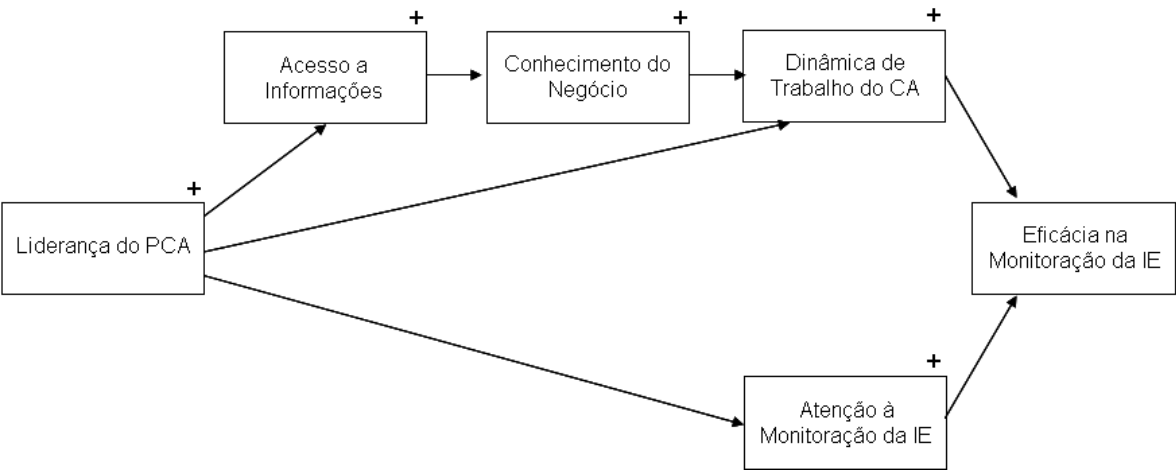 +
Acesso a
Informações
+
Conhecimento do
Negócio
+
Dinâmica de
Trabalho do CA
+
Liderança do PCA
Eficácia na
Monitoração da IE
+
Atenção à
Monitoração da IE